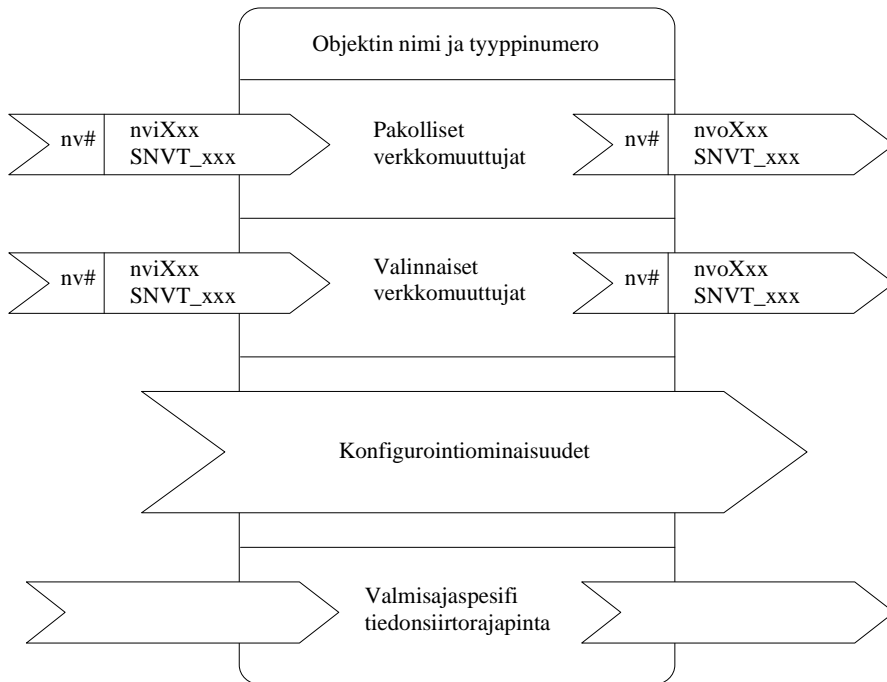 Objektin nimi ja tyyppinumero
nv#
nviXxx
SNVT_xxx
Pakolliset
verkkomuuttujat
nv#
nvoXxx
SNVT_xxx
nv#
nviXxx
SNVT_xxx
Valinnaiset
verkkomuuttujat
nv#
nvoXxx
SNVT_xxx
Konfigurointiominaisuudet
Valmisajaspesifi
tiedonsiirtorajapinta